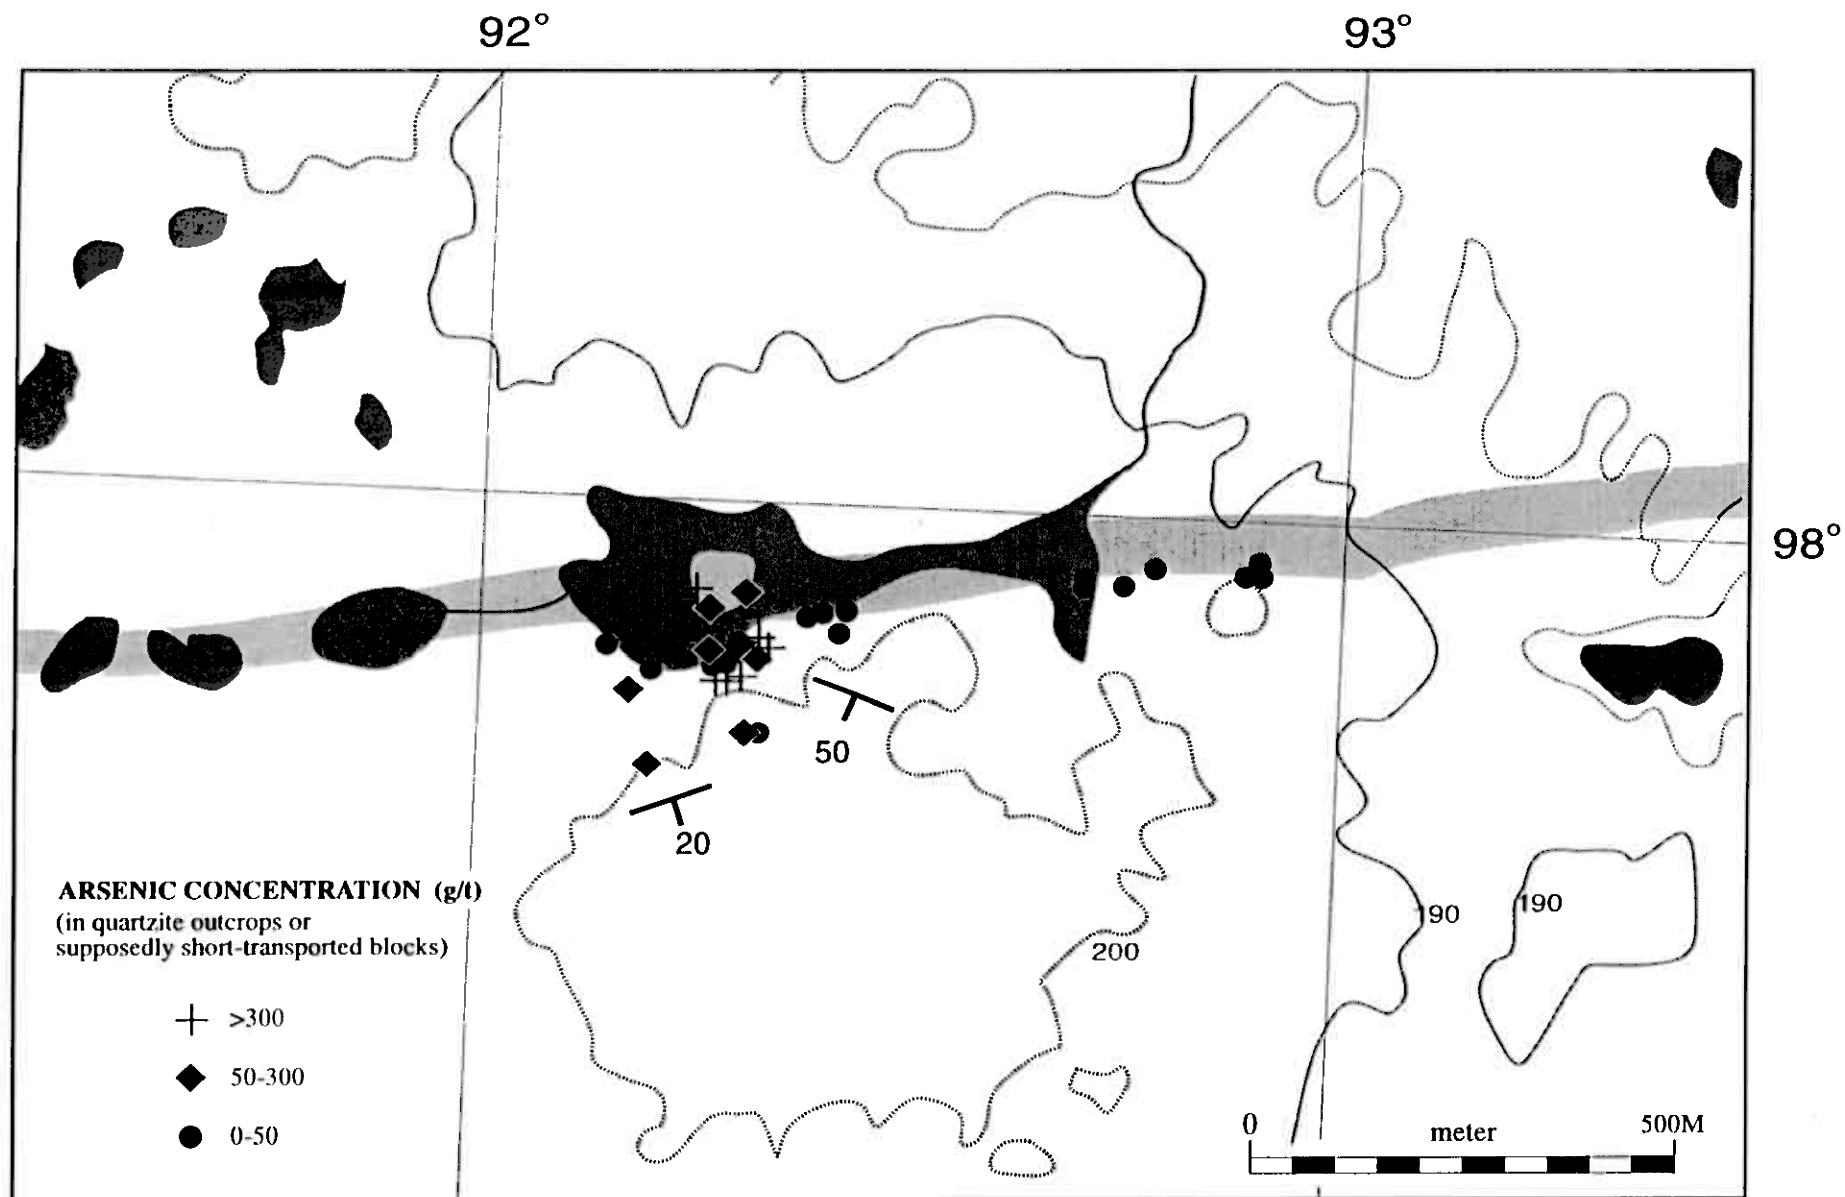 92°
93°
98°
50
20
ARSENIC CONCENTRATION (g/t)
(in quartzite outcrops or
supposedly short-transported blocks)
>300
50-300
0-50
190
190
200
0
meter
500M